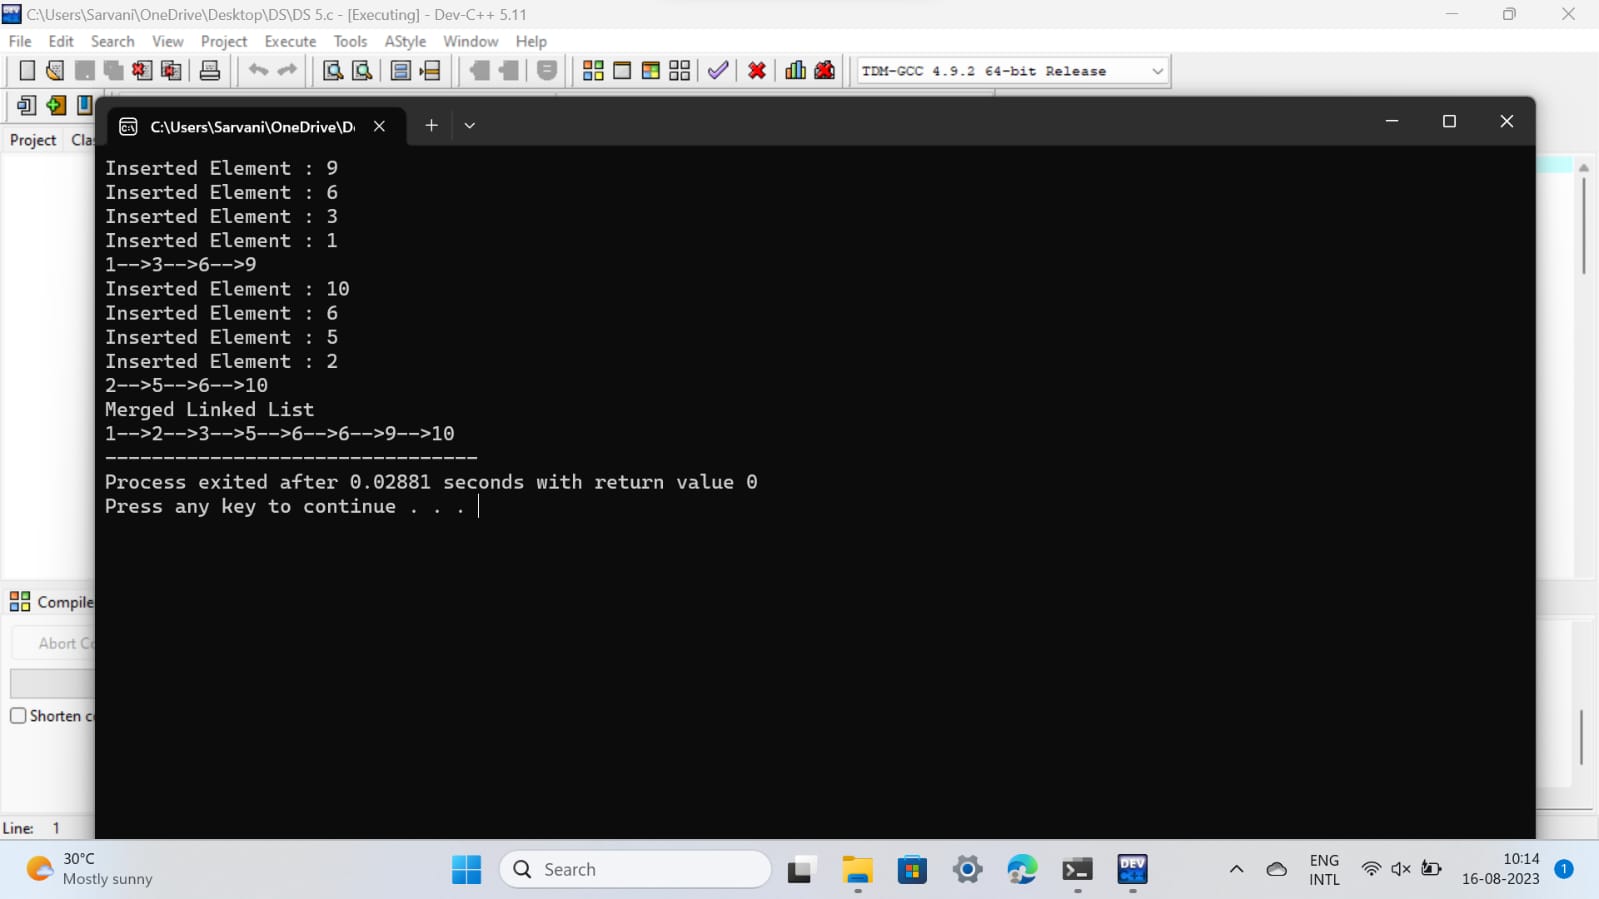 C:\Users\Sarvani\OneDrive\Desktop\DS\DS 5.c - [Executing] - Dev-C++ 5.11
File Edit Search View Project Execute Tools AStyle Window Help
TDM-GCC 4.9.2 64-bit Release
C:\Users\Sarvani\OneDrive\D
Project
Inserted Element : 9
Inserted Element : 6
Inserted Element : 3
Inserted Element : 1
1-->3-->6-->9
Inserted Element : 10
Inserted Element : 6
Inserted Element : 5
Inserted Element : 2
2-->5-->6-->10
Merged Linked List
1-->2-->3-->5-->6-->6-->9-->10
--------------------------------
Process exited after 0.02881 seconds with return value 0
Press any key to continue . . .
Compile
Abort
Shorten
Line: 1
30°C
Mostly sunny
Search
DEV
C++
ENG
INTL
10:14
16-08-2023
1